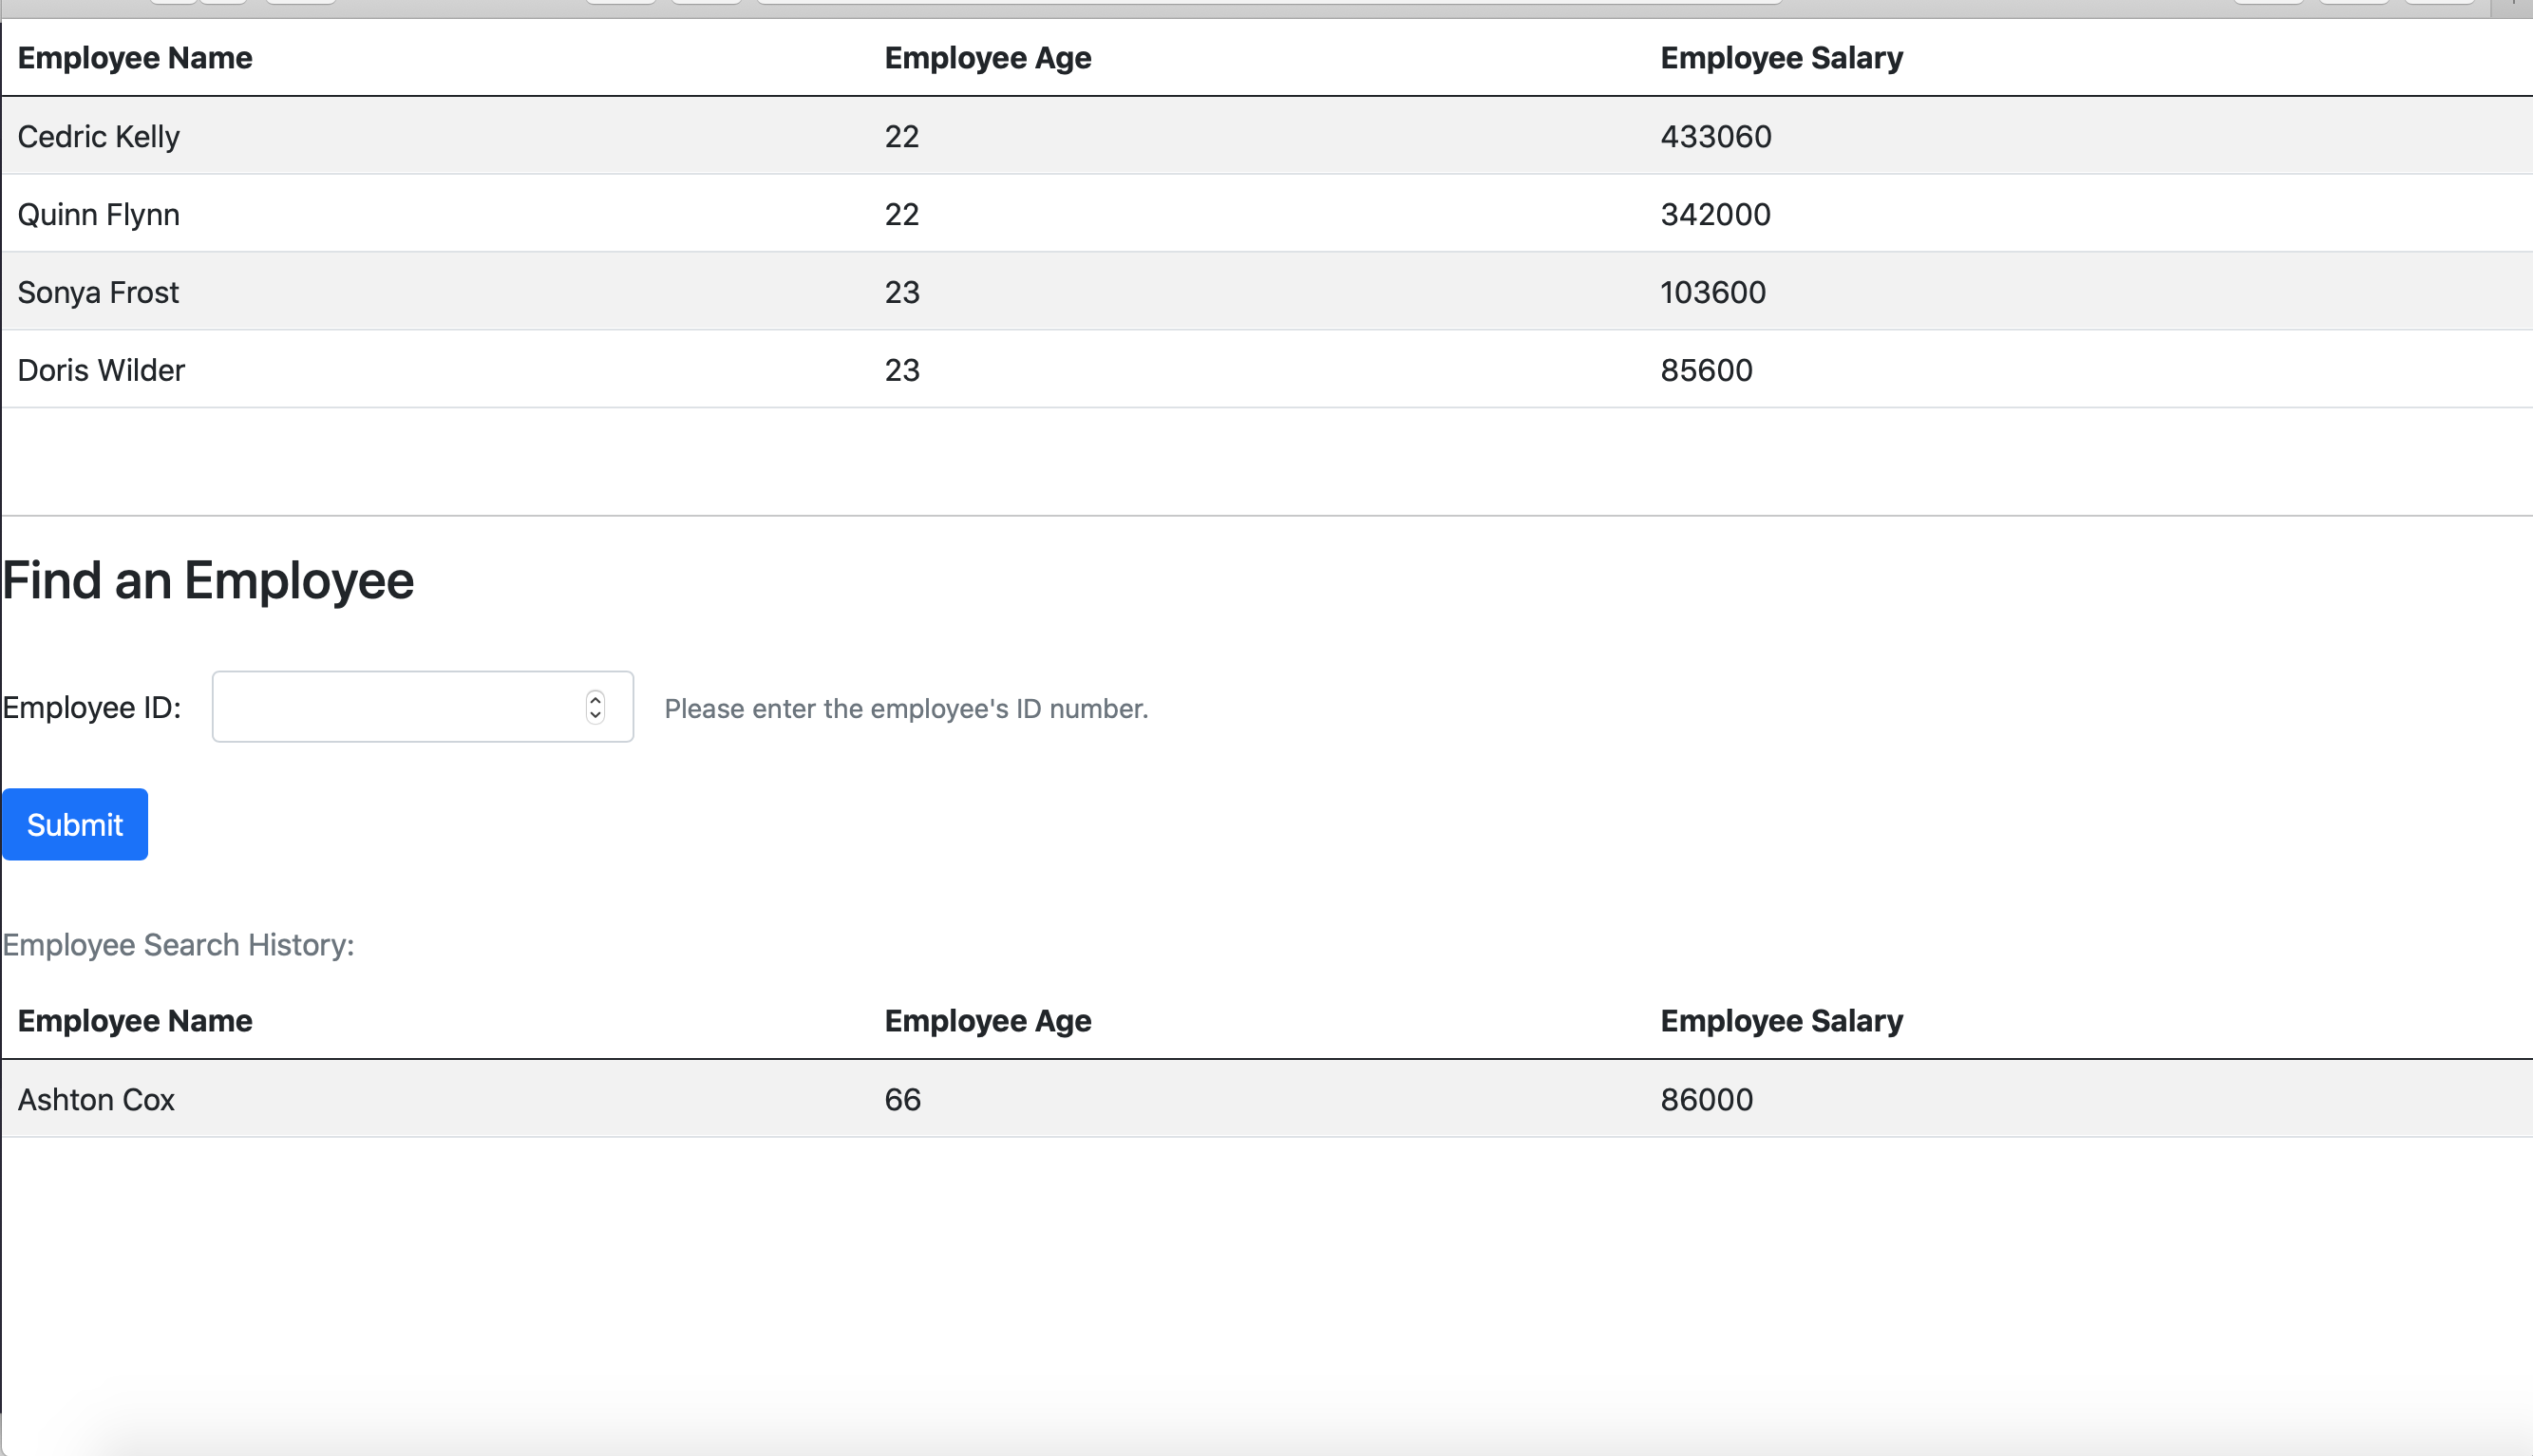 Employee Name Employee Age Employee Salary
Cedric Kelly 22 433060
Quinn Flynn 22 342000
Sonya Frost 23 103600
Doris Wilder 23 85600
Find an Employee
Employee ID: Please enter the employee's ID number.
Submit
Employee Search History:
Employee Name Employee Age Employee Salary
Ashton Cox 66 86000